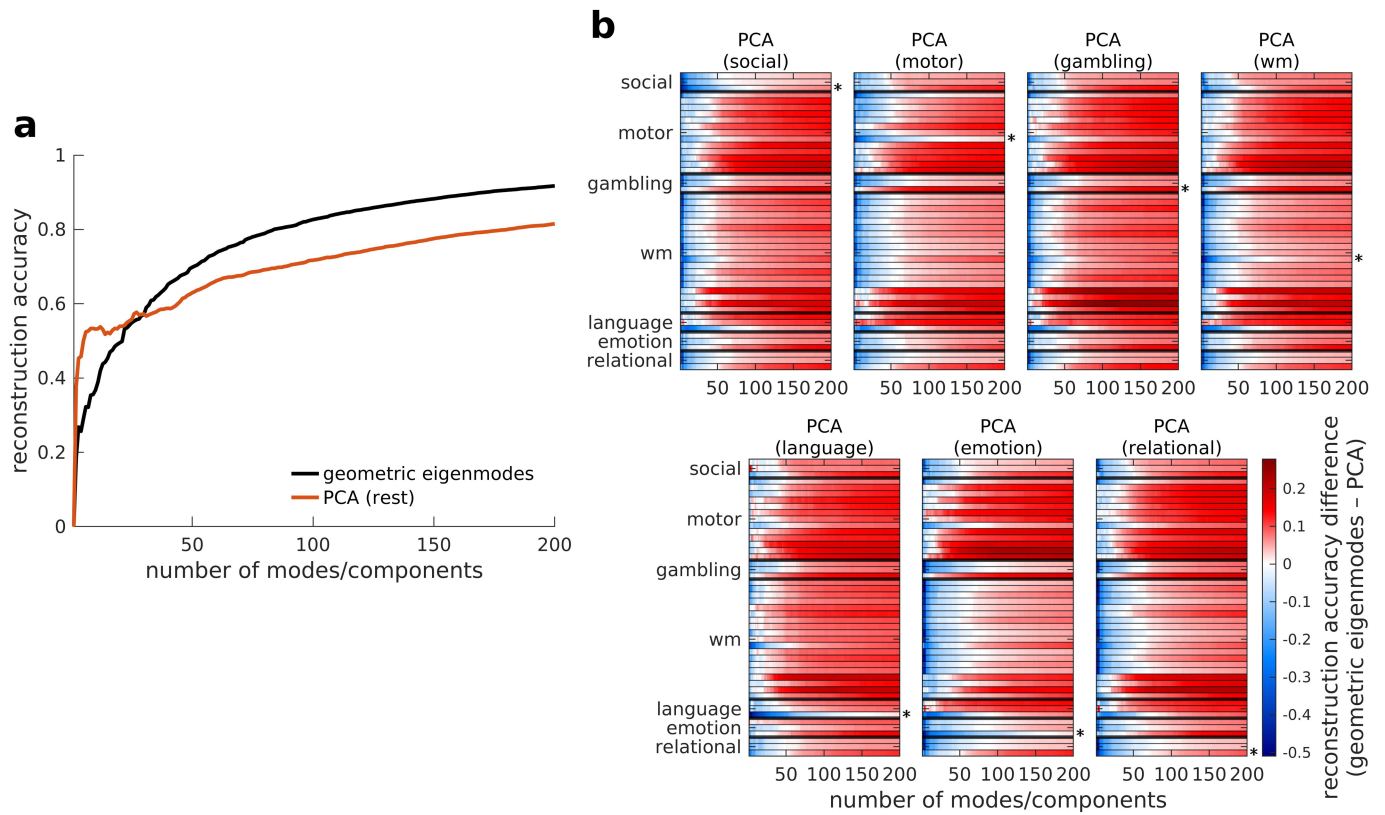 a
1
0.8
0.6
0.4
0.2
0
reconstruction accuracy
geometric eigenmodes
PCA (rest)
50 100 150 200
number of modes/components
b
PCA
(social)
PCA
(motor)
PCA
(gambling)
PCA
(wm)
social
motor
gambling
wm
language
emotion
relational
*
*
*
*
50 100 150 200
50 100 150 200
50 100 150 200
50 100 150 200
PCA
(language)
PCA
(emotion)
PCA
(relational)
social
motor
gambling
wm
language
emotion
relational
*
*
*
50 100 150 200
50 100 150 200
50 100 150 200
number of modes/components
0.2
0.1
0
-0.1
-0.2
-0.3
-0.4
-0.5
reconstruction accuracy difference
(geometric eigenmodes – PCA)